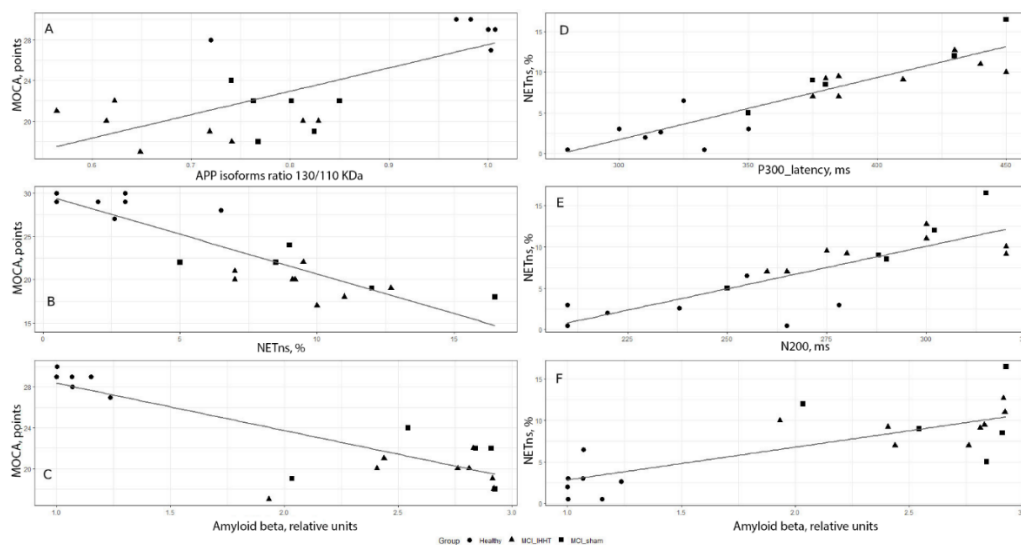 A
MOCA, points
28
24
20
0.6
0.7
0.8
0.9
1.0
APP isoforms ratio 130/110 KDa
B
MOCA, points
30
25
20
15
0
5
10
15
NETns, %
C
MOCA, points
28
24
20
1.0
1.5
2.0
2.5
3.0
Amyloid beta, relative units
D
NETns, %
15
10
5
0
300
350
400
450
P300_latency, ms
E
NETns, %
15
10
5
0
225
250
275
300
N200, ms
F
NETns, %
15
10
5
0
1.0
1.5
2.0
2.5
Amyloid beta, relative units
Group Healthy MCI_IHHT MCI_sham